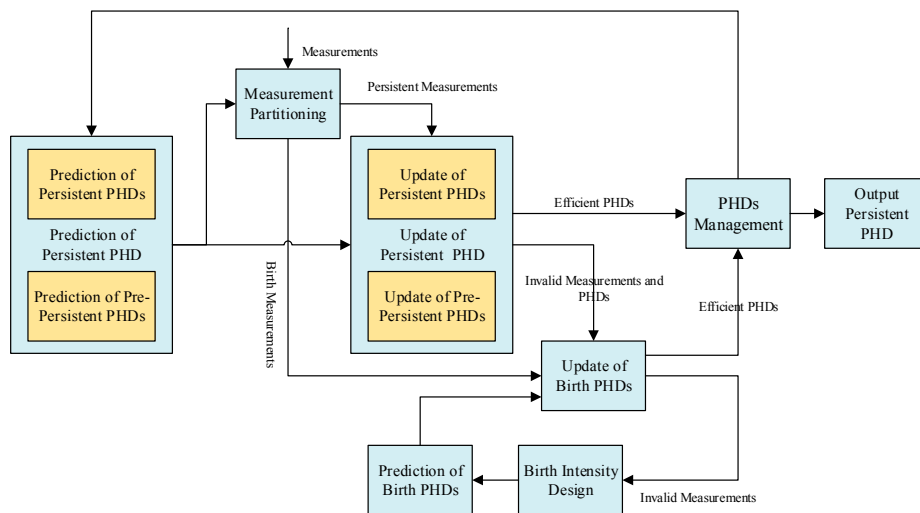 Measurements
Measurement
Partitioning
Persistent Measurements
Prediction of
Persistent PHDs
Prediction of
Persistent PHD
Prediction of Pre-
Persistent PHDs
Update of
Persistent PHDs
Update of
Persistent PHD
Update of Pre-
Persistent PHDs
Efficient PHDs
PHDs
Management
Output
Persistent
PHD
Birth Measurements
Invalid Measurements and
PHDs
Efficient PHDs
Update of
Birth PHDs
Prediction of
Birth PHDs
Birth Intensity
Design
Invalid Measurements